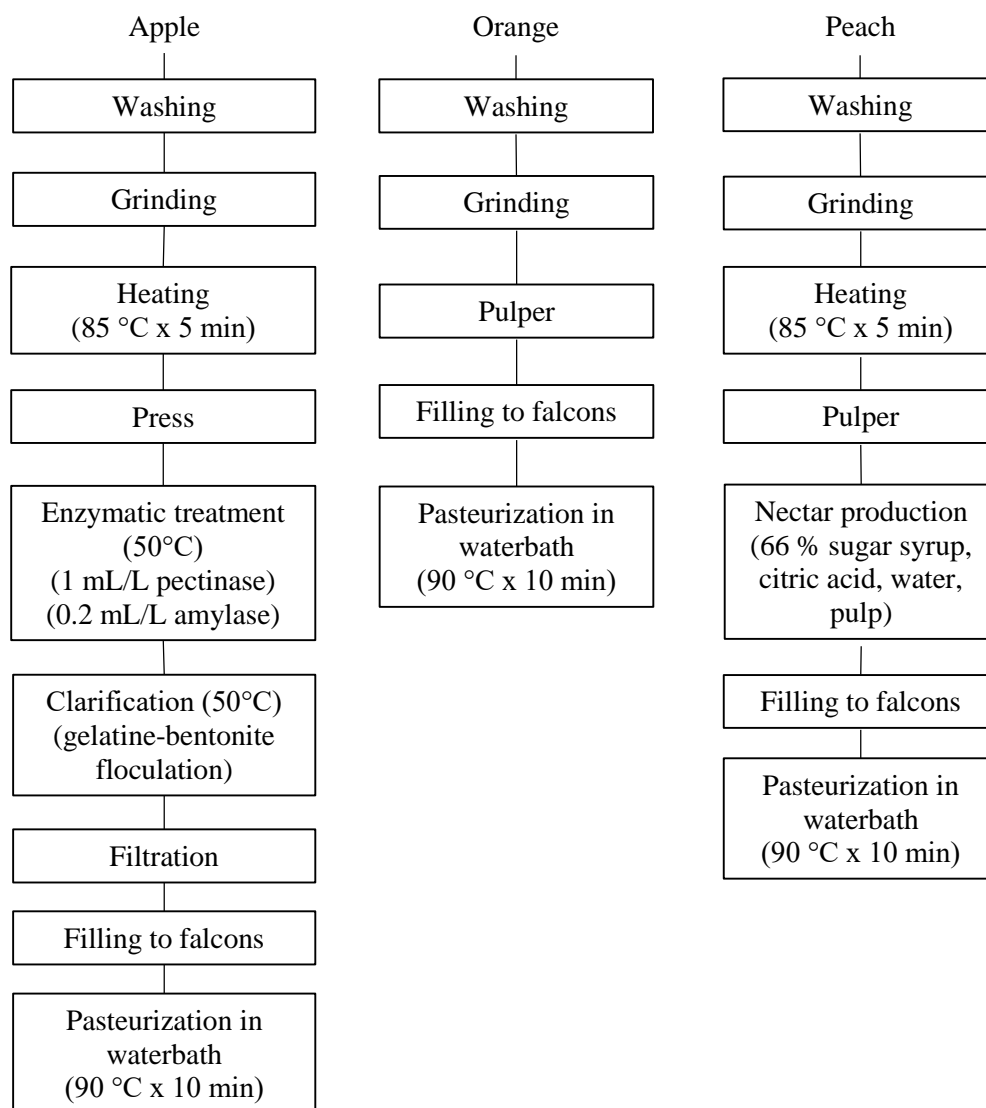 Apple
Washing
Grinding
Heating
(85 °C x 5 min)
Press
Enzymatic treatment
(50°C)
(1 mL/L pectinase)
(0.2 mL/L amylase)
Clarification (50°C)
(gelatine-bentonite
floculation)
Filtration
Filling to falcons
Pasteurization in
waterbath
(90 °C x 10 min)
Orange
Washing
Grinding
Pulper
Filling to falcons
Pasteurization in
waterbath
(90 °C x 10 min)
Peach
Washing
Grinding
Heating
(85 °C x 5 min)
Pulper
Nectar production
(66 % sugar syrup,
citric acid, water,
pulp)
Filling to falcons
Pasteurization in
waterbath
(90 °C x 10 min)